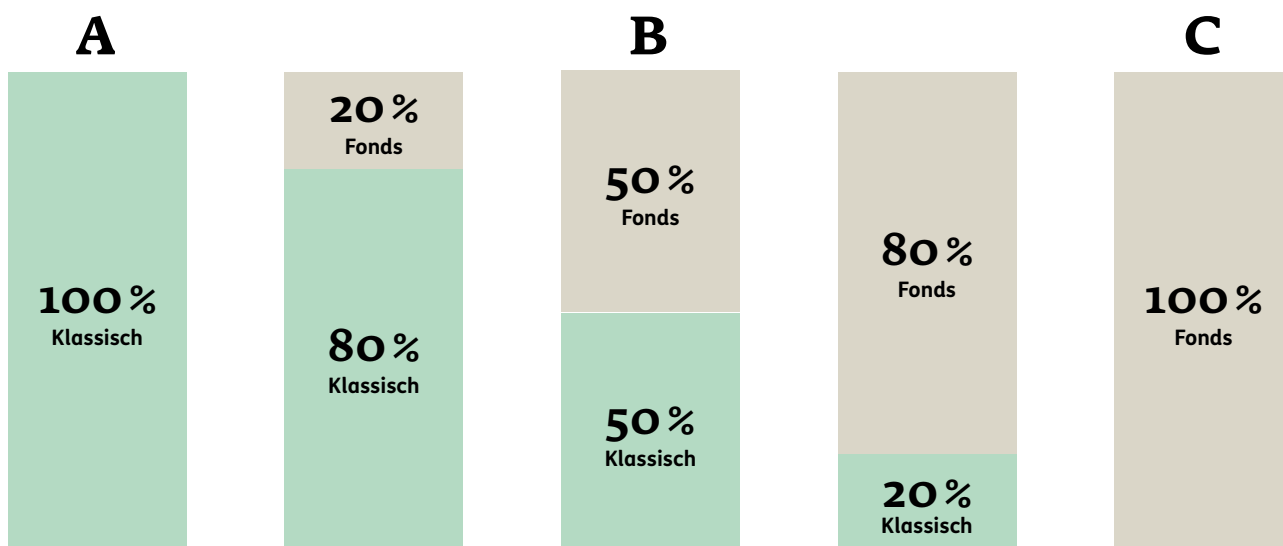 A
B
C
100 %
Klassisch
20 %
Fonds
80 %
Klassisch
50 %
Fonds
50 %
Klassisch
80 %
Fonds
20 %
Klassisch
100 %
Fonds